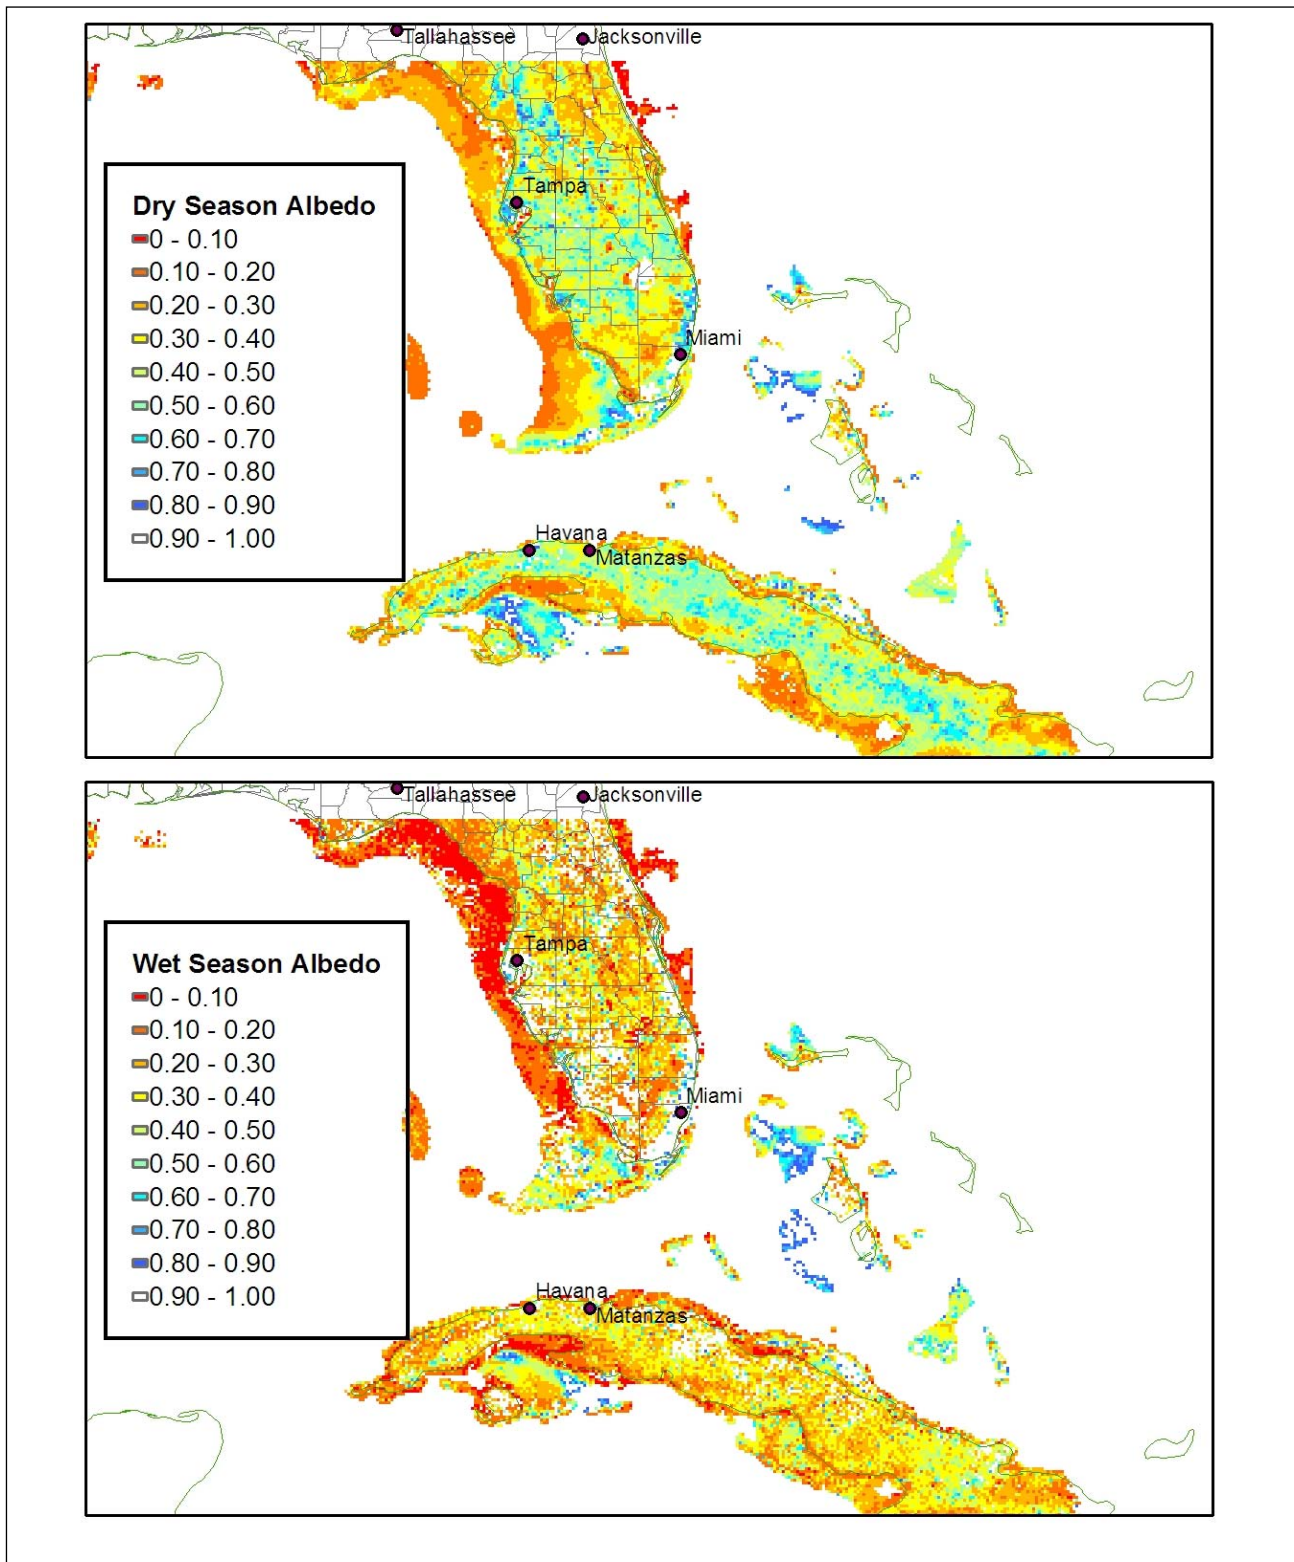 Tallahassee
Jacksonville
Tampa
Dry Season Albedo
0 - 0.10
0.10 - 0.20
0.20 - 0.30
0.30 - 0.40
0.40 - 0.50
0.50 - 0.60
0.60 - 0.70
0.70 - 0.80
0.80 - 0.90
0.90 - 1.00
Miami
Havana
Matanzas
Tallahassee
Jacksonville
Tampa
Wet Season Albedo
0 - 0.10
0.10 - 0.20
0.20 - 0.30
0.30 - 0.40
0.40 - 0.50
0.50 - 0.60
0.60 - 0.70
0.70 - 0.80
0.80 - 0.90
0.90 - 1.00
Miami
Havana
Matanzas